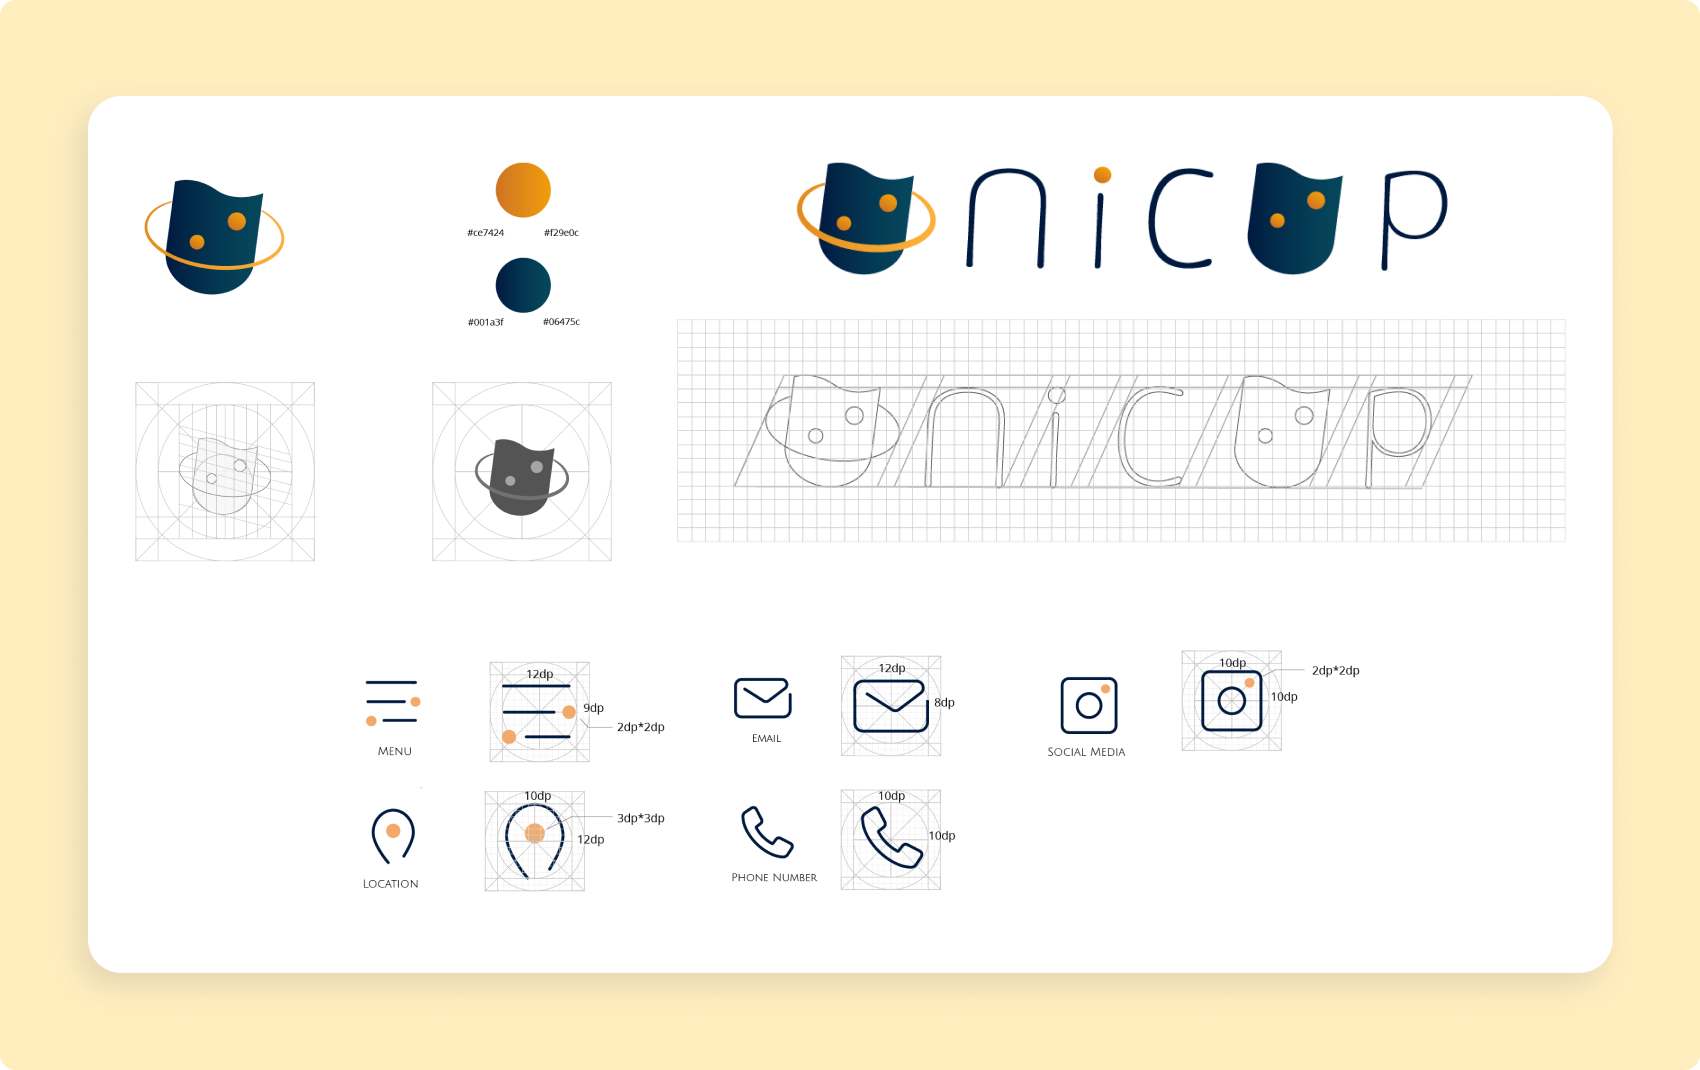 nicup
#ce7424 #f29e0c
#001a3f #06475c
12dp
9dp
2dp*2dp
MENU
12dp
8dp
EMAIL
10dp
2dp*2dp
10dp
SOCIAL MEDIA
10dp
3dp*3dp
12dp
LOCATION
10dp
10dp
PHONE NUMBER